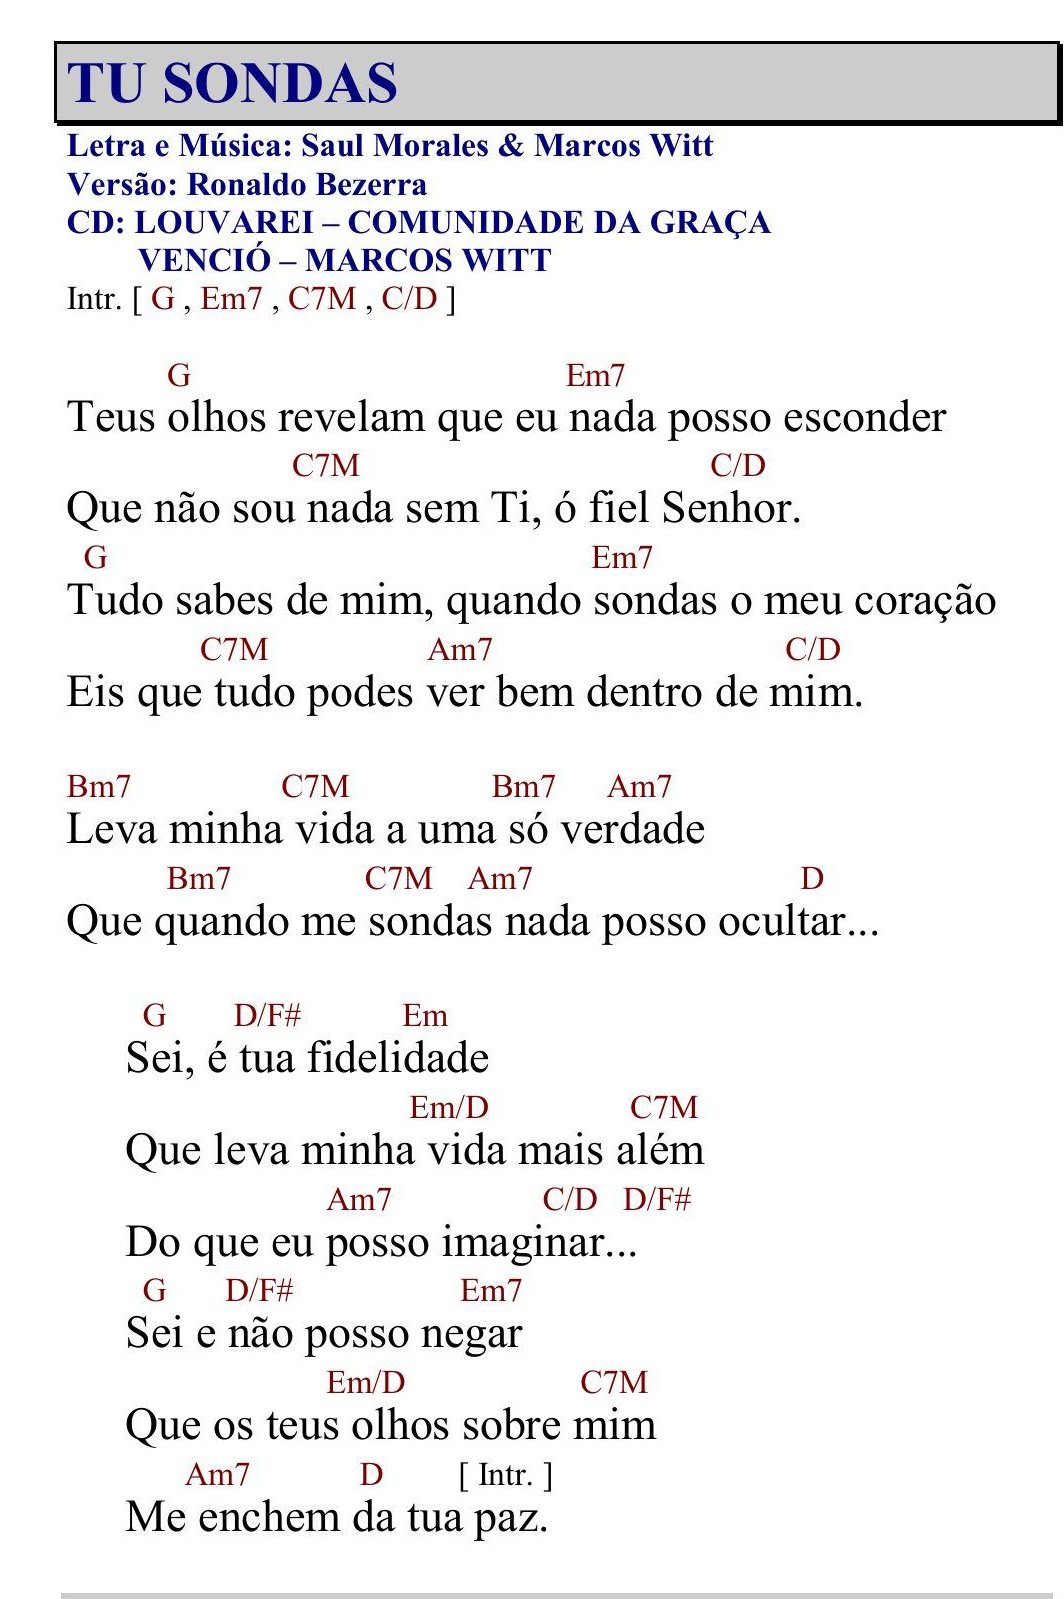 TU SONDAS
Letra e Música: Saul Morales & Marcos Witt
Versão: Ronaldo Bezerra
CD: LOUVAREI – COMUNIDADE DA GRAÇA
VENCIÓ – MARCOS WITT
Intr. [ G , Em7 , C7M , C/D ]
G Em7
Teus olhos revelam que eu nada posso esconder
C7M C/D
Que não sou nada sem Ti, ó fiel Senhor.
G Em7
Tudo sabes de mim, quando sondas o meu coração
C7M Am7 C/D
Eis que tudo podes ver bem dentro de mim.
Bm7 C7M Bm7 Am7
Leva minha vida a uma só verdade
Bm7 C7M Am7 D
Que quando me sondas nada posso ocultar...
G D/F# Em
Sei, é tua fidelidade
Em/D C7M
Que leva minha vida mais além
Am7 C/D D/F#
Do que eu posso imaginar...
G D/F# Em7
Sei e não posso negar
Em/D C7M
Que os teus olhos sobre mim
Am7 D [ Intr. ]
Me enchem da tua paz.